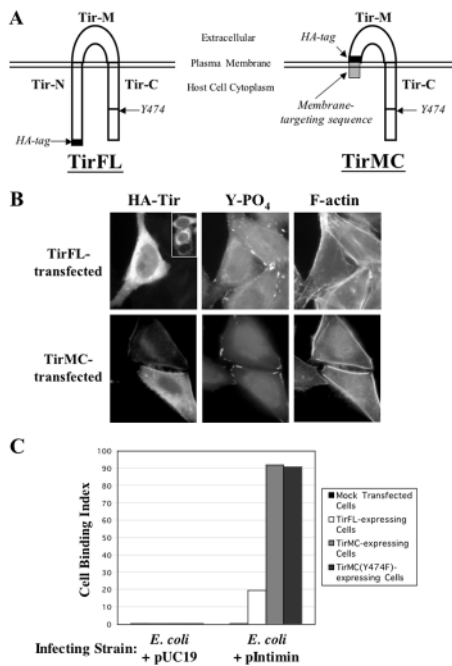 A
Tir-M
Extracellular
Tir-M
HA-tag
Plasma Membrane
Tir-N
Tir-C
Host Cell Cytoplasm
Tir-C
Y474
Membrane-
targeting sequence
Y474
HA-tag
TirFL
TirMC
B
HA-Tir
Y-PO4
F-actin
TirFL-
transfected
TirMC-
transfected
C
Cell Binding Index
100
90
80
70
60
50
40
30
20
10
0
Mock Transfected
Cells
TirFL-expressing
Cells
TirMC-expressing
Cells
TirMC(Y474F)-
expressing Cells
Infecting Strain:
E. coli
+ pUC19
E. coli
+ pIntimin